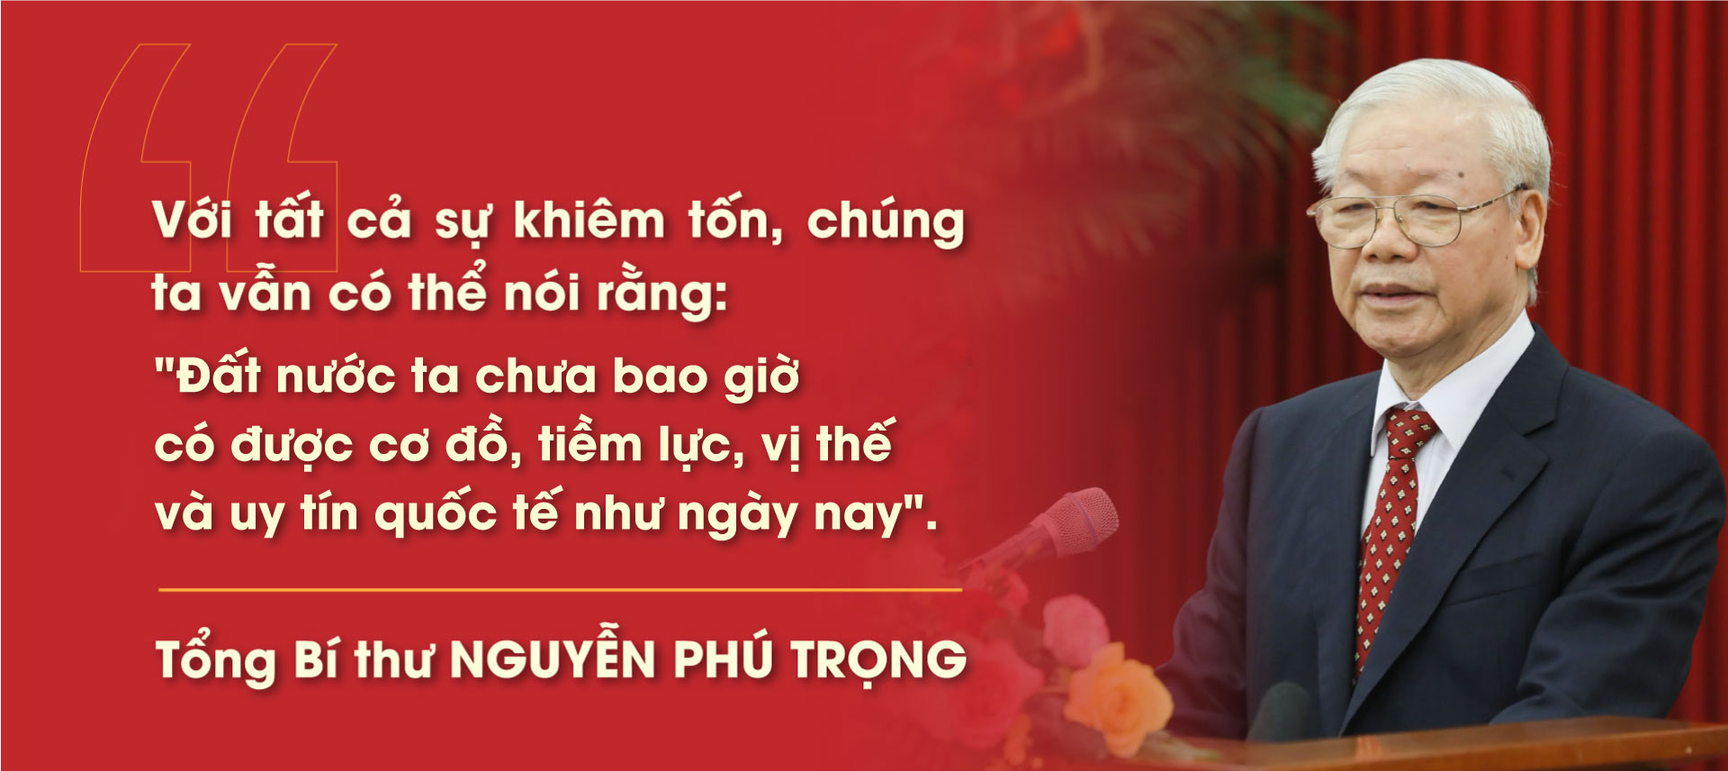 Với tất cả sự khiêm tốn, chúng
ta vẫn có thể nói rằng:
"Đất nước ta chưa bao giờ
có được cơ đồ, tiềm lực, vị thế
và uy tín quốc tế như ngày nay".
Tổng Bí thư NGUYỄN PHÚ TRỌNG